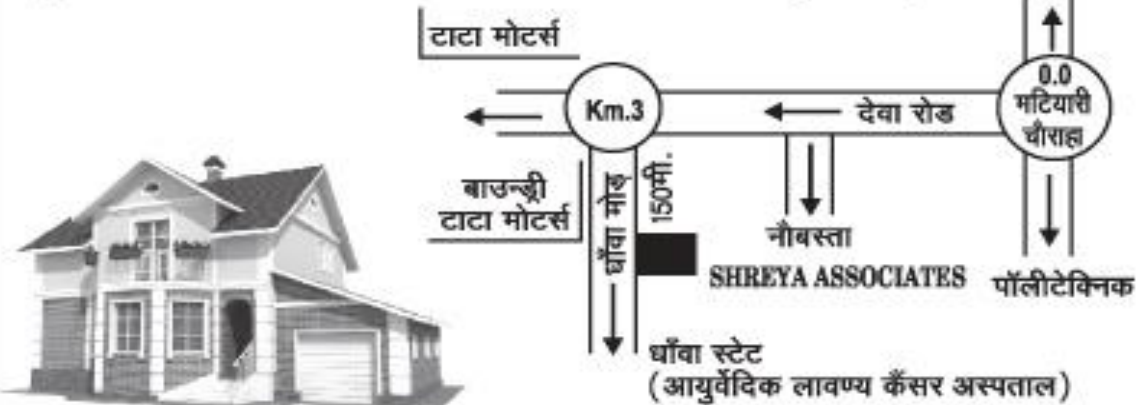 टाटा मोटर्स
0.0
मटियारी
चौराहा
Km.3
देवा रोड
बाउन्ड्री
टाटा मोटर्स
धाँवा मोड़
150मी.
नौबस्ता
SHREYA ASSOCIATES
पॉलीटेक्निक
धाँवा स्टेट
(आयुर्वेदिक लावण्य कैंसर अस्पताल)